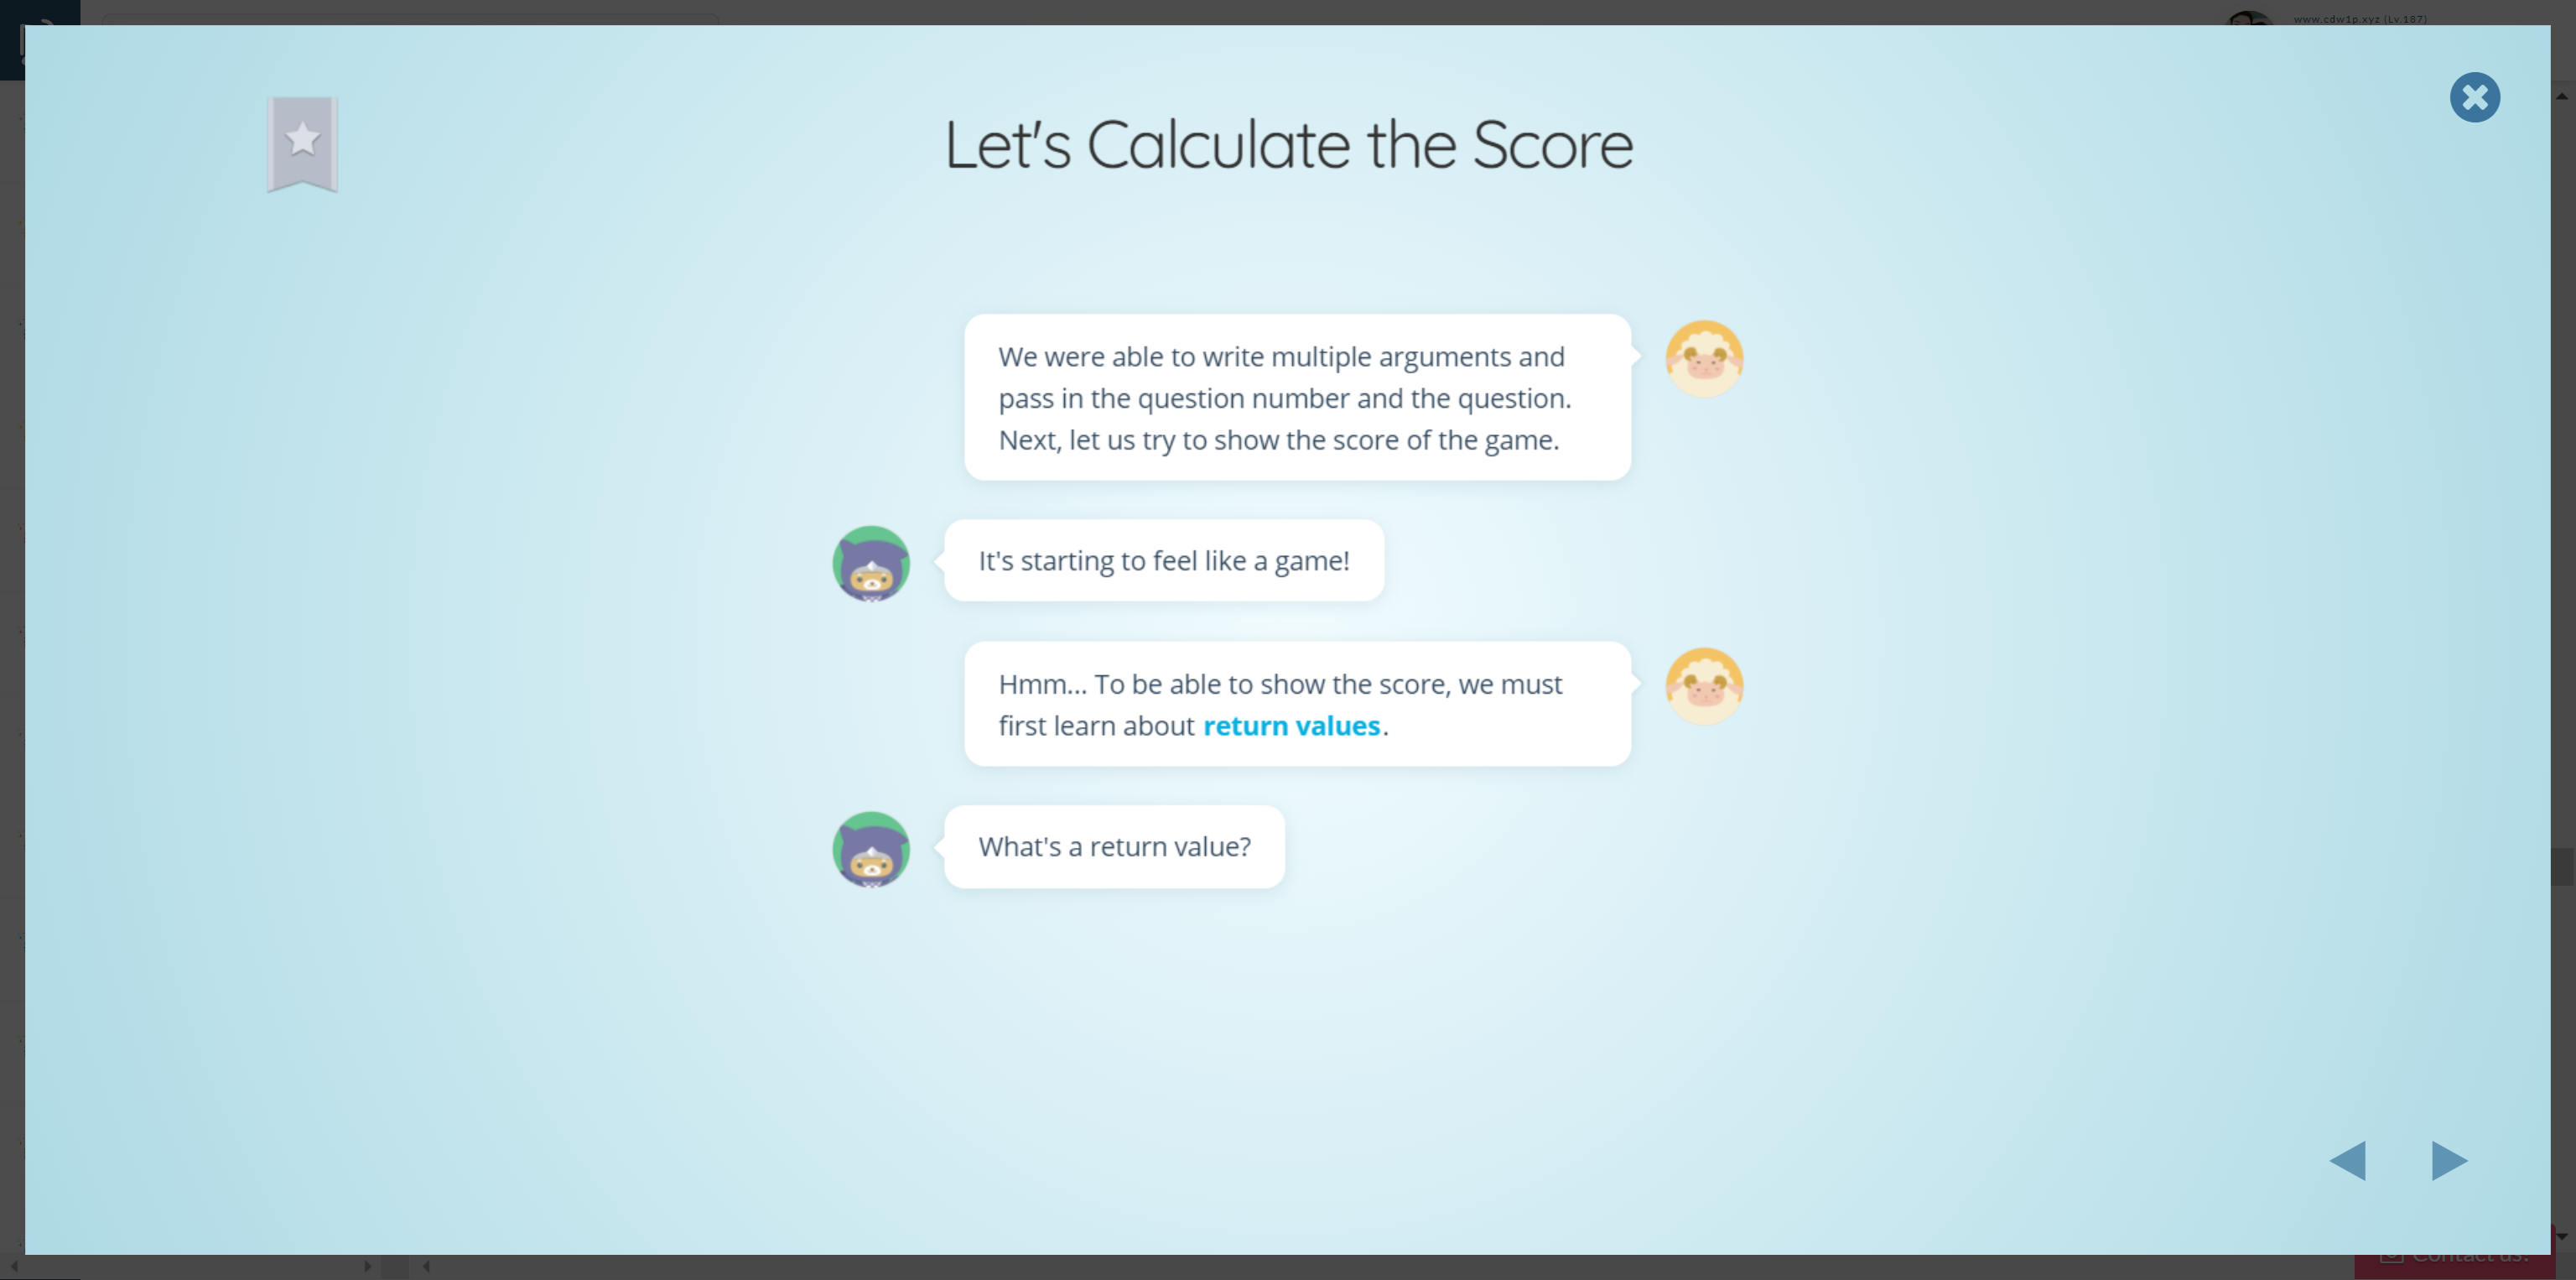 www.cdw1p.xyz (Lv.187)
Let's Calculate the Score
We were able to write multiple arguments and
pass in the question number and the question.
Next, let us try to show the score of the game.
It's starting to feel like a game!
Hmm... To be able to show the score, we must
first learn about return values.
What's a return value?
Contact us!